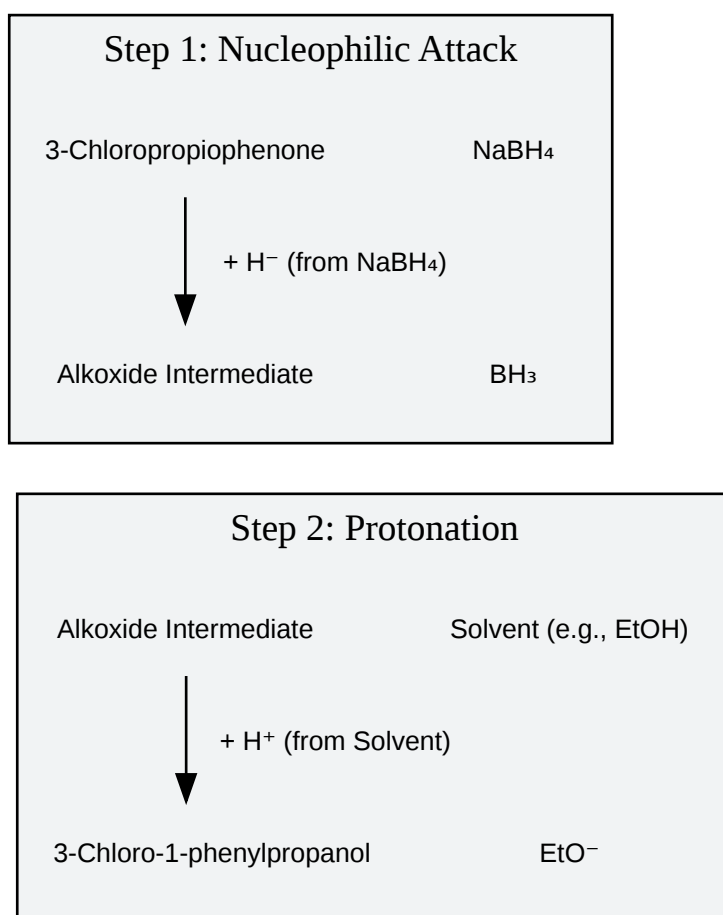 Step 1: Nucleophilic Attack
3-Chloropropiophenone NaBH₄
+ H⁻ (from NaBH₄)
Alkoxide Intermediate BH₃
Step 2: Protonation
Alkoxide Intermediate Solvent (e.g., EtOH)
+ H⁺ (from Solvent)
3-Chloro-1-phenylpropanol EtO⁻